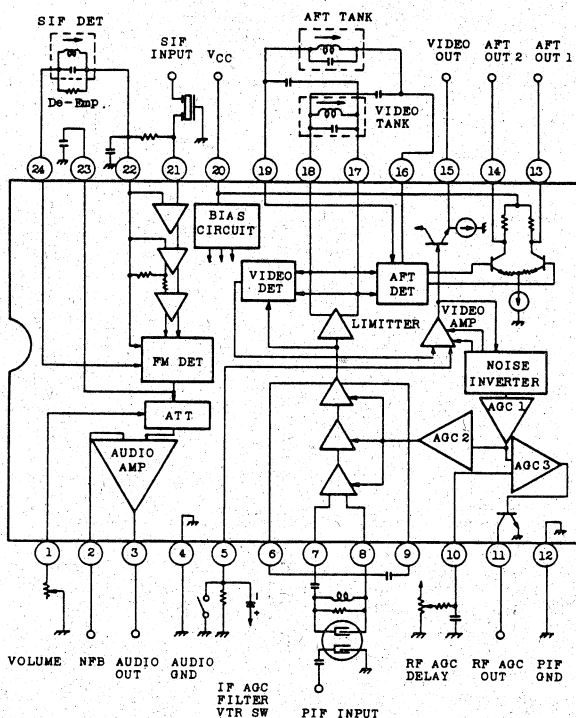 SIF DET
De-Emp.
SIF
INPUT
VCC
AFT TANK
VIDEO TANK
VIDEO
OUT
AFT
OUT 2
AFT
OUT 1
24
23
22
21
20
19
18
17
16
15
14
13
BIAS
CIRCUIT
VIDEO
DET
AFT
DET
LIMITTER
VIDEO
AMP
FM DET
NOISE
INVERTER
ATT
AGC 1
AGC 2
AGC 3
AUDIO
AMP
1
2
3
4
5
6
7
8
9
10
11
12
VOLUME
NFB
AUDIO
OUT
AUDIO
GND
IF AGC
FILTER
VTR SW
PIF INPUT
RF AGC
DELAY
RF AGC
OUT
PIF
GND